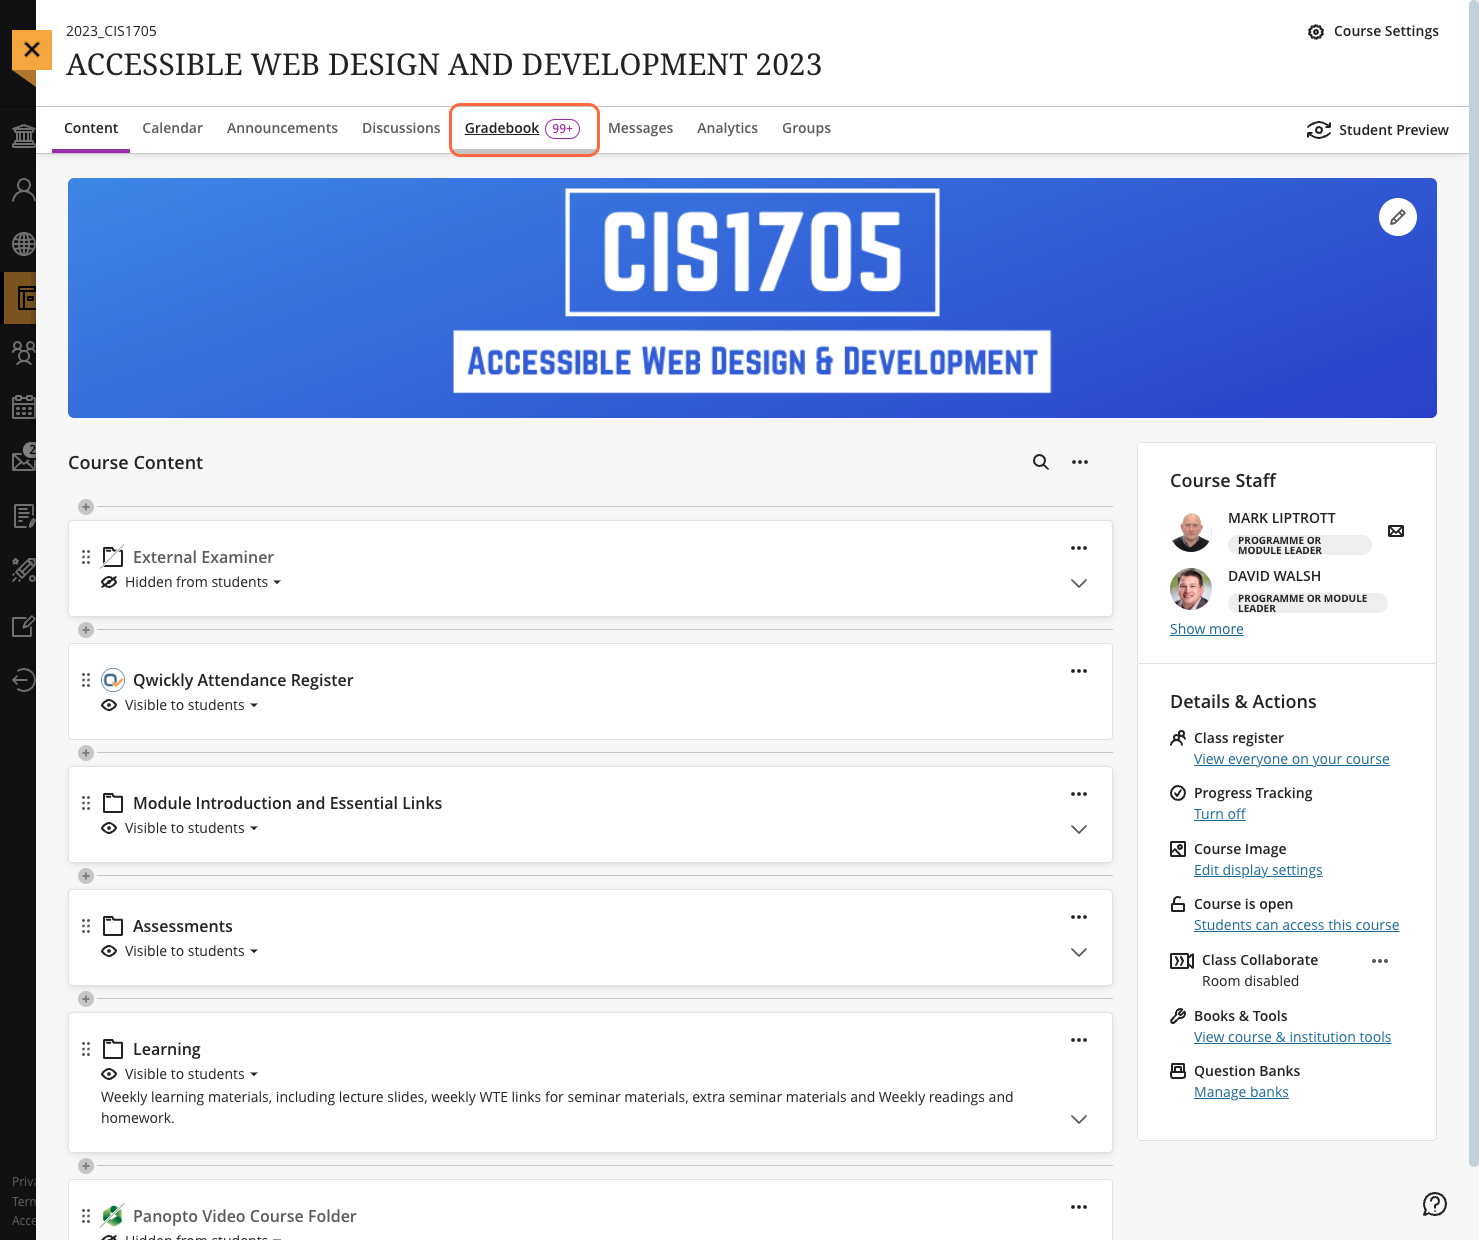 2023_CIS1705
ACCESSIBLE WEB DESIGN AND DEVELOPMENT 2023
Course Settings
Content
Calendar
Announcements
Discussions
Gradebook 99+
Messages
Analytics
Groups
Student Preview
CIS1705
ACCESSIBLE WEB DESIGN & DEVELOPMENT
Course Content
External Examiner
Hidden from students
Qwickly Attendance Register
Visible to students
Module Introduction and Essential Links
Visible to students
Assessments
Visible to students
Learning
Visible to students
Weekly learning materials, including lecture slides, weekly WTE links for seminar materials, extra seminar materials and Weekly readings and
homework.
Panopto Video Course Folder
Hidden from students
Course Staff
MARK LIPTROTT
PROGRAMME OR
MODULE LEADER
DAVID WALSH
PROGRAMME OR MODULE
LEADER
Show more
Details & Actions
Class register
View everyone on your course
Progress Tracking
Turn off
Course Image
Edit display settings
Course is open
Students can access this course
Class Collaborate
Room disabled
Books & Tools
View course & institution tools
Question Banks
Manage banks